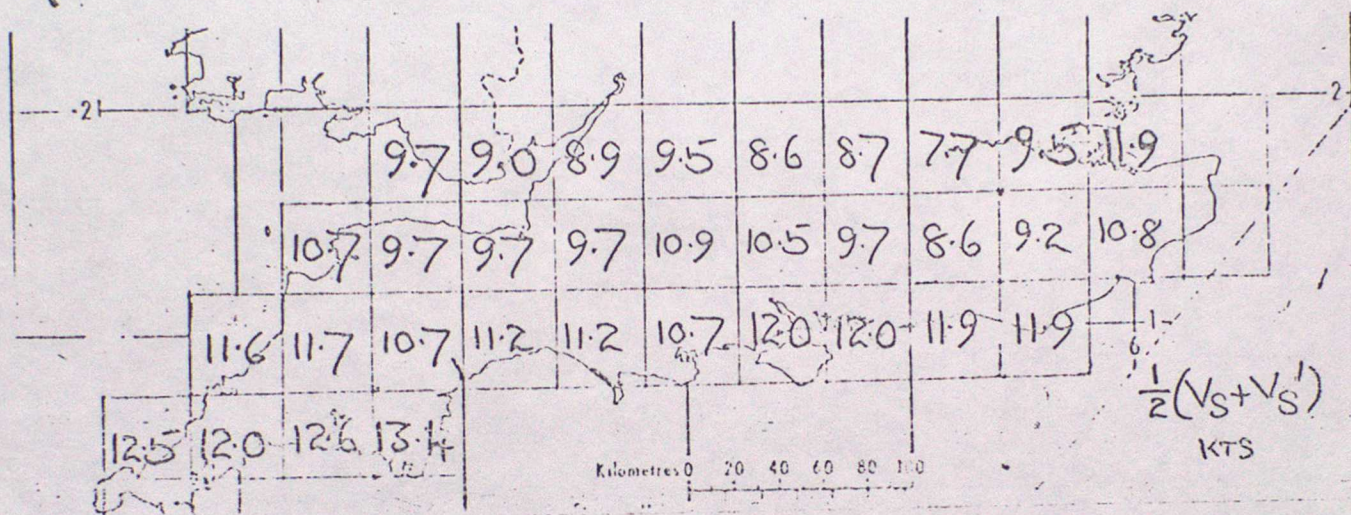 2 2
9.7 9.0 8.9 9.5 8.6 8.7 7.7 9.5 11.9
10.7 9.7 9.7 9.7 10.9 10.5 9.7 8.6 9.2 10.8
11.6 11.7 10.7 11.2 11.2 10.7 12.0 12.0 11.9 11.9 1
12.5 12.0 12.6 13.4
½(Vs+Vs')
KTS
Kilometres 0 20 40 60 80 100